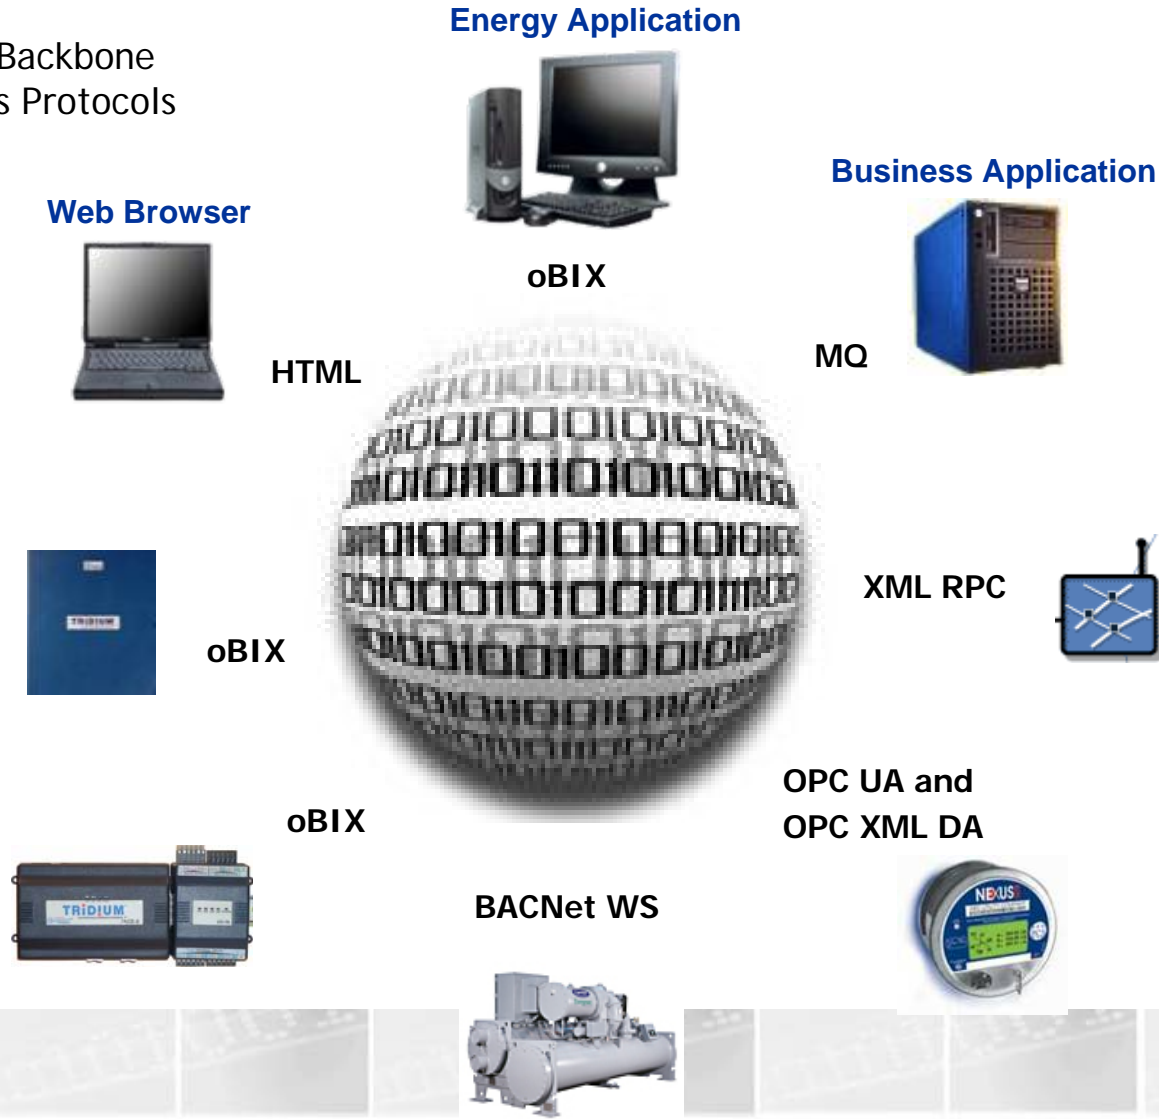 Energy Application
Backbone
s Protocols
Business Application
Web Browser
oBIX
MQ
HTML
XML RPC
TRIDIUM
oBIX
OPC UA and
OPC XML DA
oBIX
NEXUS
TRIDIUM
BACNet WS